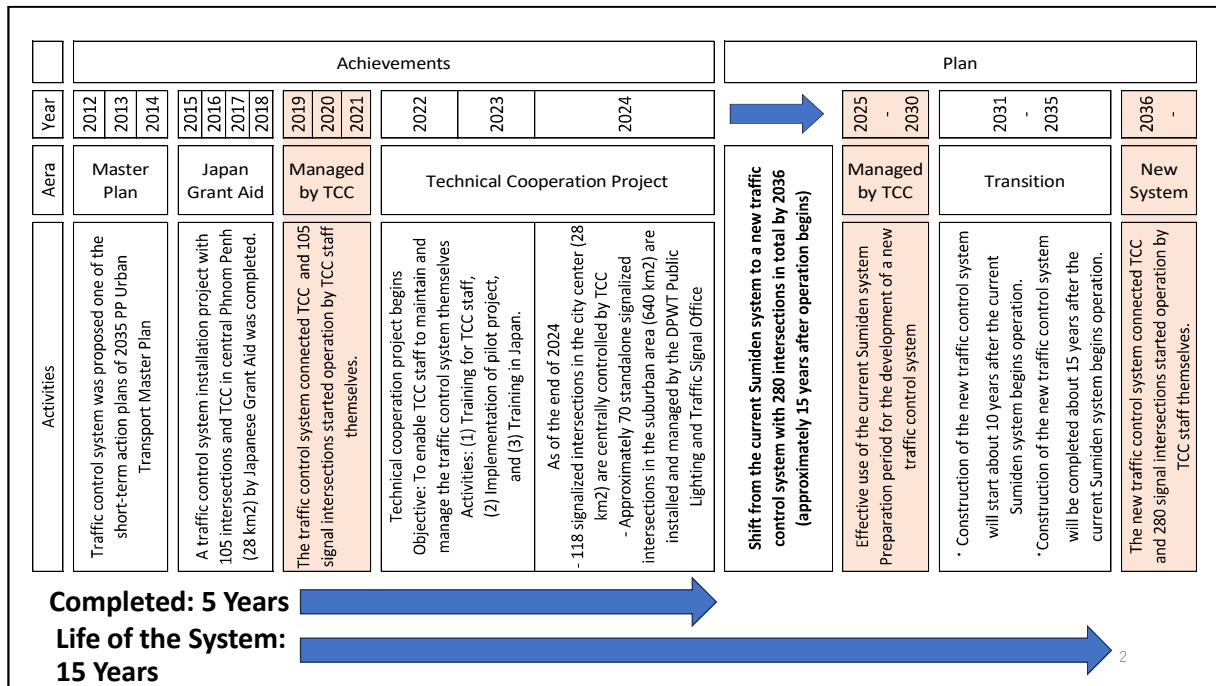 Achievements
Plan
Year
2012
2013
2014
2015
2016
2017
2018
2019
2020
2021
2022
2023
2024
2025
-
2030
2031
-
2035
2036
-
Aera
Master
Plan
Japan
Grant Aid
Managed
by TCC
Technical Cooperation Project
Managed
by TCC
Transition
New
System
Activities
Traffic control system was proposed one of the
short-term action plans of 2035 PP Urban
Transport Master Plan
A traffic control system installation project with
105 intersections and TCC in central Phnom Penh
(28 km2) by Japanese Grant Aid was completed.
The traffic control system connected TCC and 105
signal intersections started operation by TCC staff
themselves.
Technical cooperation project begins
Objective: To enable TCC staff to maintain and
manage the traffic control system themselves
Activities: (1) Training for TCC staff,
(2) Implementation of pilot project,
and (3) Training in Japan.
As of the end of 2024
- 118 signalized intersections in the city center (28
km2) are centrally controlled by TCC
- Approximately 70 standalone signalized
intersections in the suburban area (640 km2) are
installed and managed by the DPWT Public
Lighting and Traffic Signal Office
Shift from the current Sumiden system to a new traffic
control system with 280 intersections in total by 2036
(approximately 15 years after operation begins)
Effective use of the current Sumiden system
Preparation period for the development of a new
traffic control system
・Construction of the new traffic control system
will start about 10 years after the current
Sumiden system begins operation.
・Construction of the new traffic control system
will be completed about 15 years after the
current Sumiden system begins operation.
The new traffic control system connected TCC
and 280 signal intersections started operation by
TCC staff themselves.
Completed: 5 Years
Life of the System:
15 Years
2